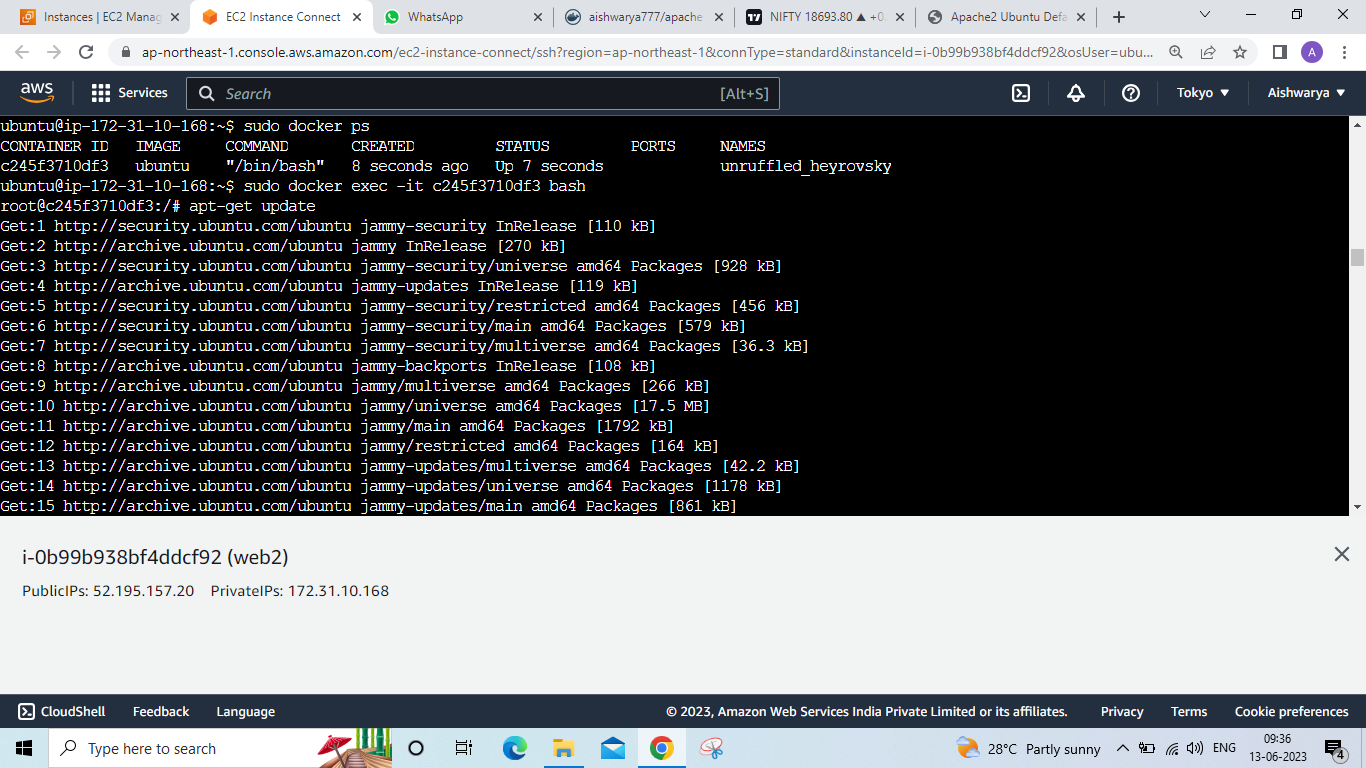 Instances | EC2 Manag
EC2 Instance Connect
WhatsApp
aishwarya777/apache
NIFTY 18693.80 ▲ +0.
Apache2 Ubuntu Defa
ap-northeast-1.console.aws.amazon.com/ec2-instance-connect/ssh?region=ap-northeast-1&connType=standard&instanceId=i-0b99b938bf4ddcf92&osUser=ubu...
A
aws
Services
Search
[Alt+S]
Tokyo ▼
Aishwarya ▼
ubuntu@ip-172-31-10-168:~$ sudo docker ps
CONTAINER ID   IMAGE     COMMAND       CREATED         STATUS         PORTS     NAMES
c245f3710df3   ubuntu    "/bin/bash"   8 seconds ago   Up 7 seconds             unruffled_heyrovsky
ubuntu@ip-172-31-10-168:~$ sudo docker exec -it c245f3710df3 bash
root@c245f3710df3:/# apt-get update
Get:1 http://security.ubuntu.com/ubuntu jammy-security InRelease [110 kB]
Get:2 http://archive.ubuntu.com/ubuntu jammy InRelease [270 kB]
Get:3 http://security.ubuntu.com/ubuntu jammy-security/universe amd64 Packages [928 kB]
Get:4 http://archive.ubuntu.com/ubuntu jammy-updates InRelease [119 kB]
Get:5 http://security.ubuntu.com/ubuntu jammy-security/restricted amd64 Packages [456 kB]
Get:6 http://security.ubuntu.com/ubuntu jammy-security/main amd64 Packages [579 kB]
Get:7 http://security.ubuntu.com/ubuntu jammy-security/multiverse amd64 Packages [36.3 kB]
Get:8 http://archive.ubuntu.com/ubuntu jammy-backports InRelease [108 kB]
Get:9 http://archive.ubuntu.com/ubuntu jammy/multiverse amd64 Packages [266 kB]
Get:10 http://archive.ubuntu.com/ubuntu jammy/universe amd64 Packages [17.5 MB]
Get:11 http://archive.ubuntu.com/ubuntu jammy/main amd64 Packages [1792 kB]
Get:12 http://archive.ubuntu.com/ubuntu jammy/restricted amd64 Packages [164 kB]
Get:13 http://archive.ubuntu.com/ubuntu jammy-updates/multiverse amd64 Packages [42.2 kB]
Get:14 http://archive.ubuntu.com/ubuntu jammy-updates/universe amd64 Packages [1178 kB]
Get:15 http://archive.ubuntu.com/ubuntu jammy-updates/main amd64 Packages [861 kB]
i-0b99b938bf4ddcf92 (web2)
PublicIPs: 52.195.157.20    PrivateIPs: 172.31.10.168
CloudShell
Feedback
Language
© 2023, Amazon Web Services India Private Limited or its affiliates.
Privacy
Terms
Cookie preferences
Type here to search
28°C Partly sunny
ENG
09:36
13-06-2023
4